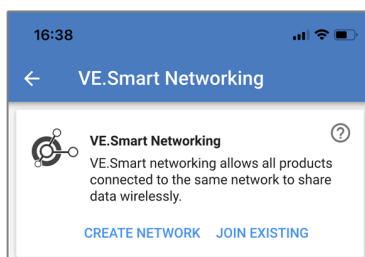 16:38
VE.Smart Networking
VE.Smart Networking
VE.Smart networking allows all products
connected to the same network to share
data wirelessly.
CREATE NETWORK JOIN EXISTING